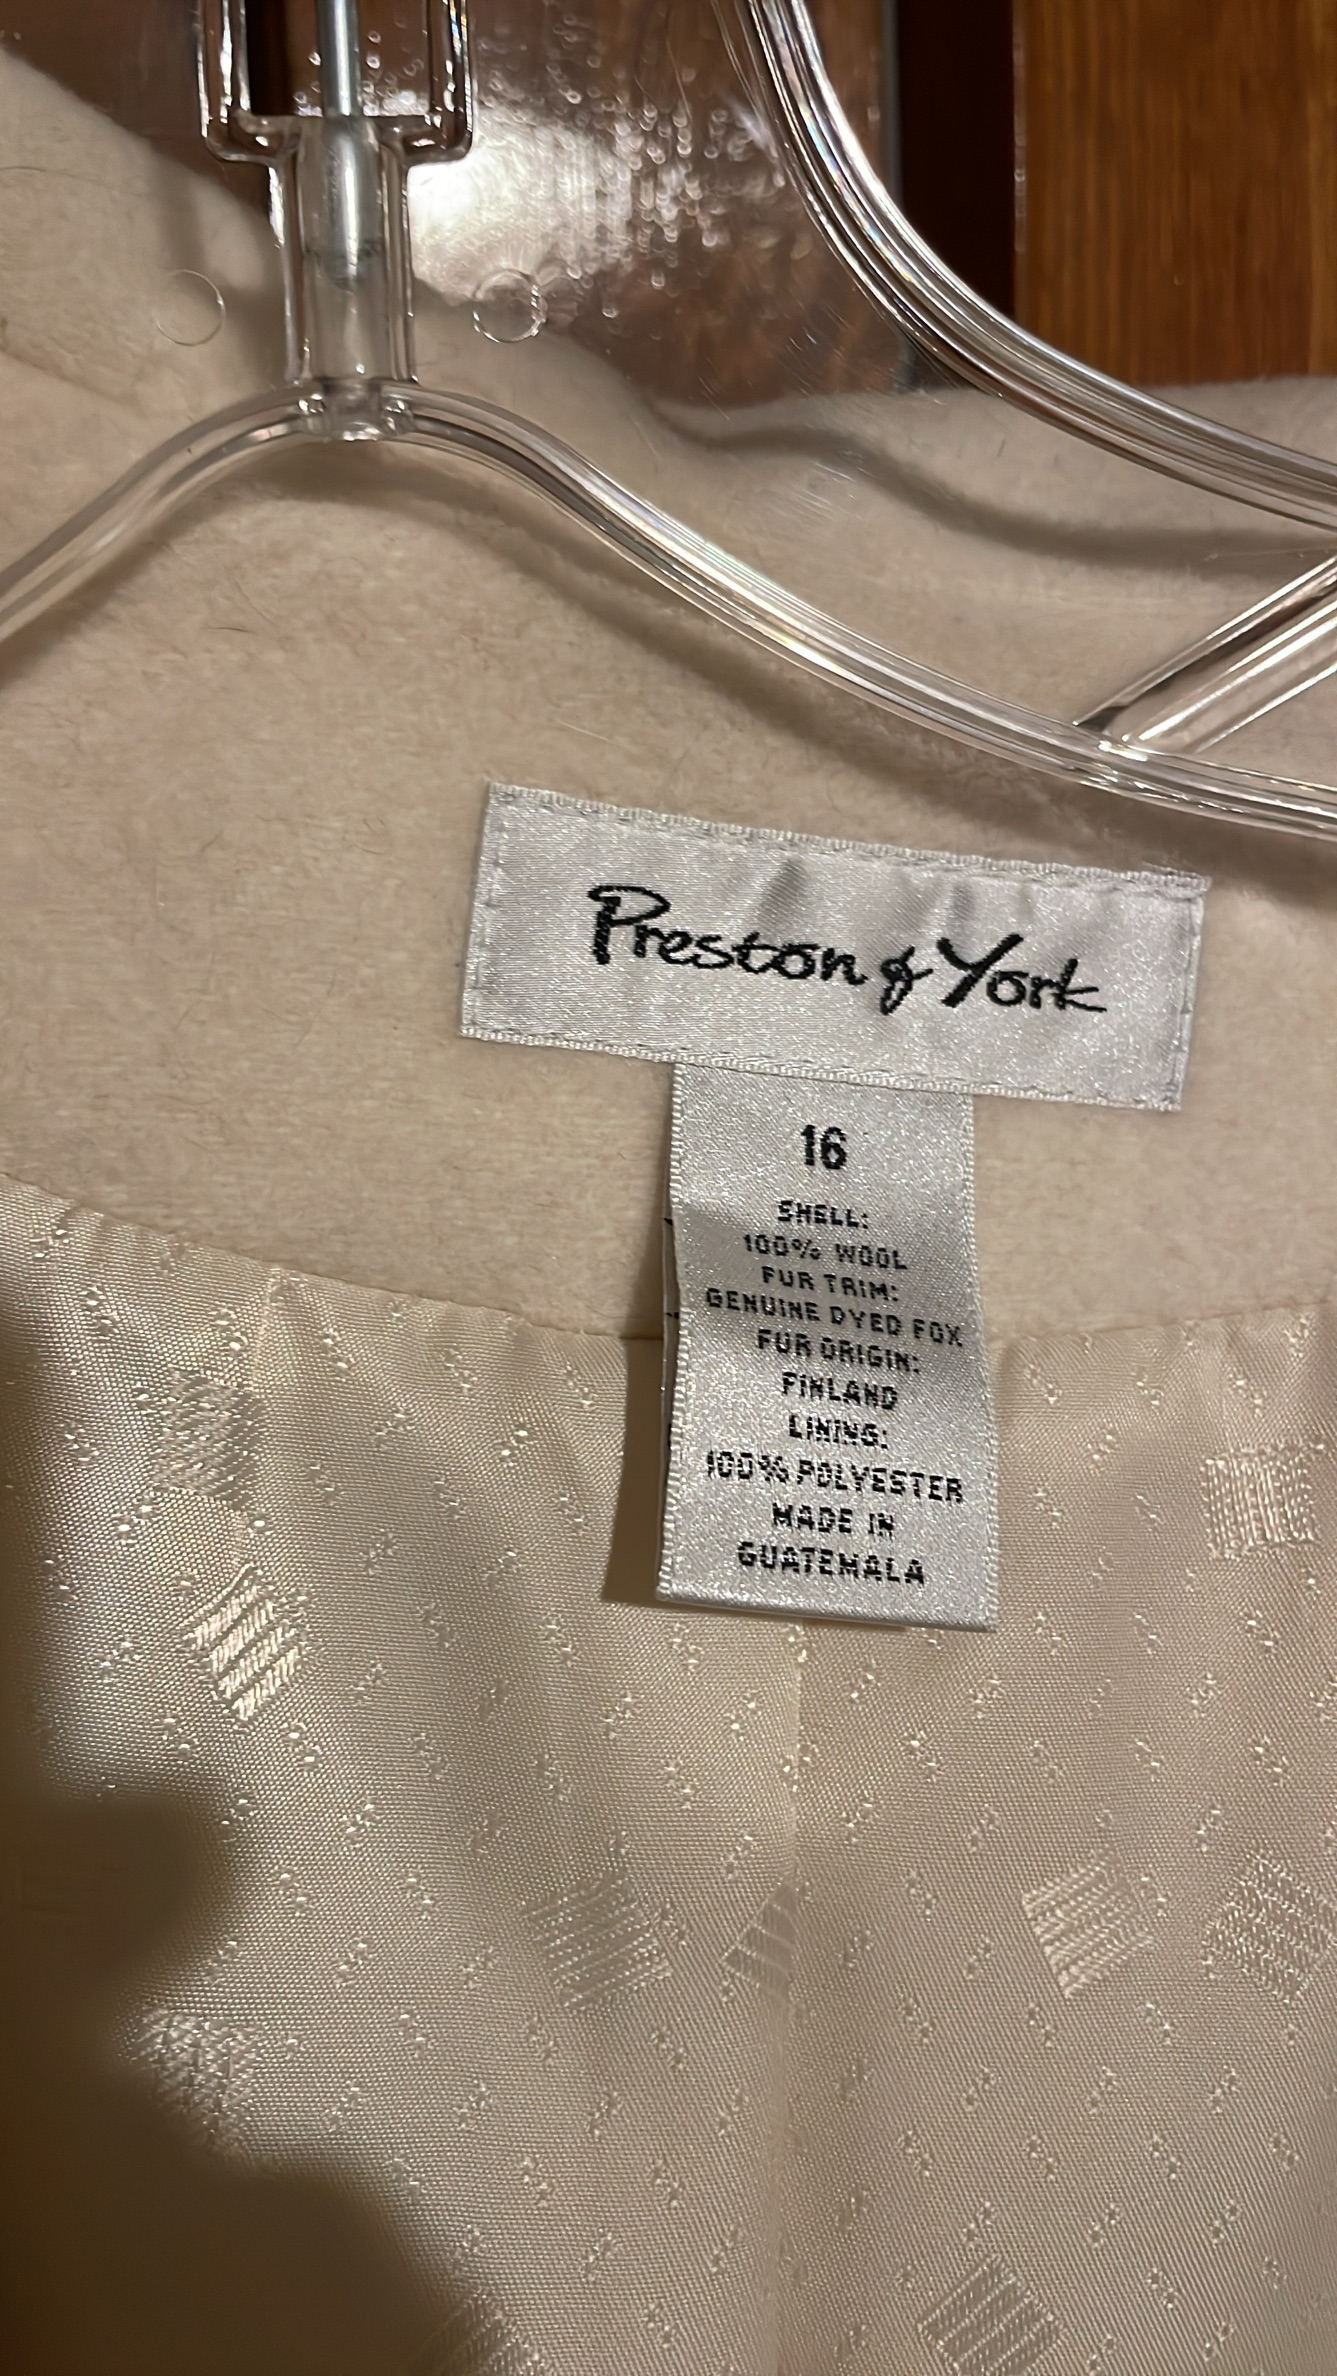 Preston & York
16
SHELL:
100% WOOL
FUR TRIM:
GENUINE DYED FOX
FUR ORIGIN:
FINLAND
LINING:
100% POLYESTER
MADE IN
GUATEMALA